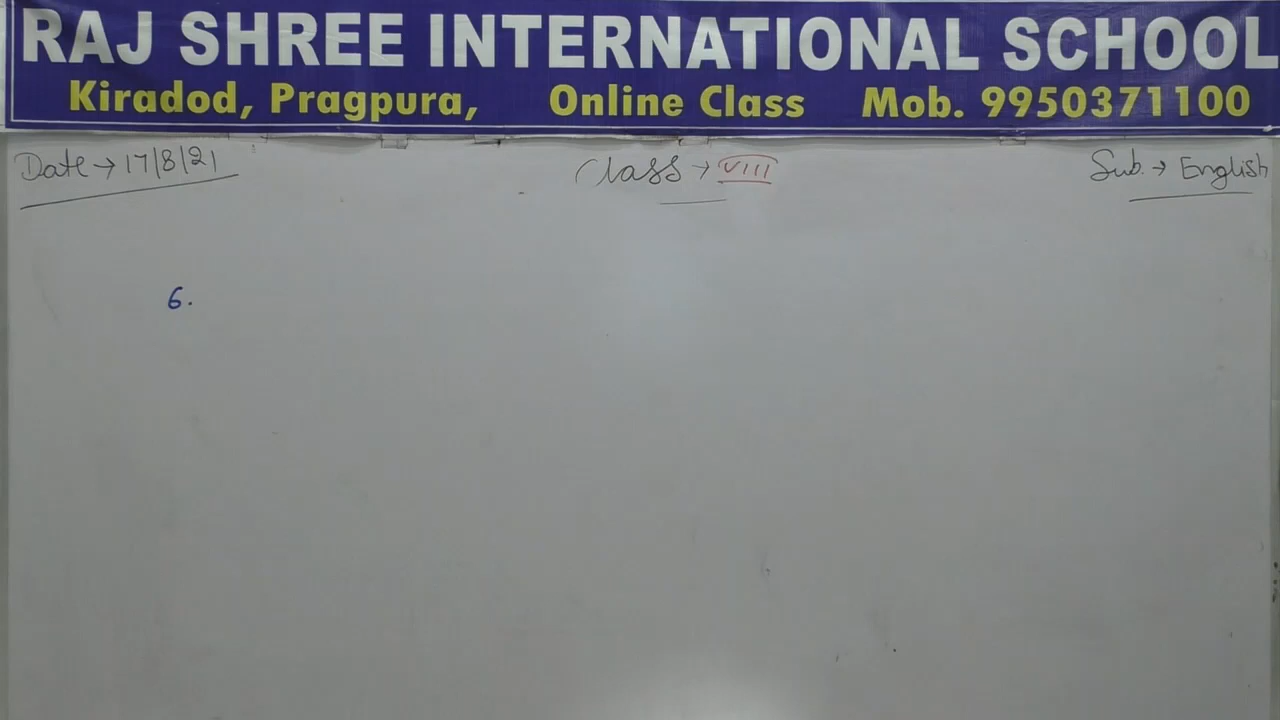 RAJ SHREE INTERNATIONAL SCHOOL
Kiradod, Pragpura, Online Class Mob. 9950371100
Date → 17/8/21 Class → VIII Sub. → English
6.